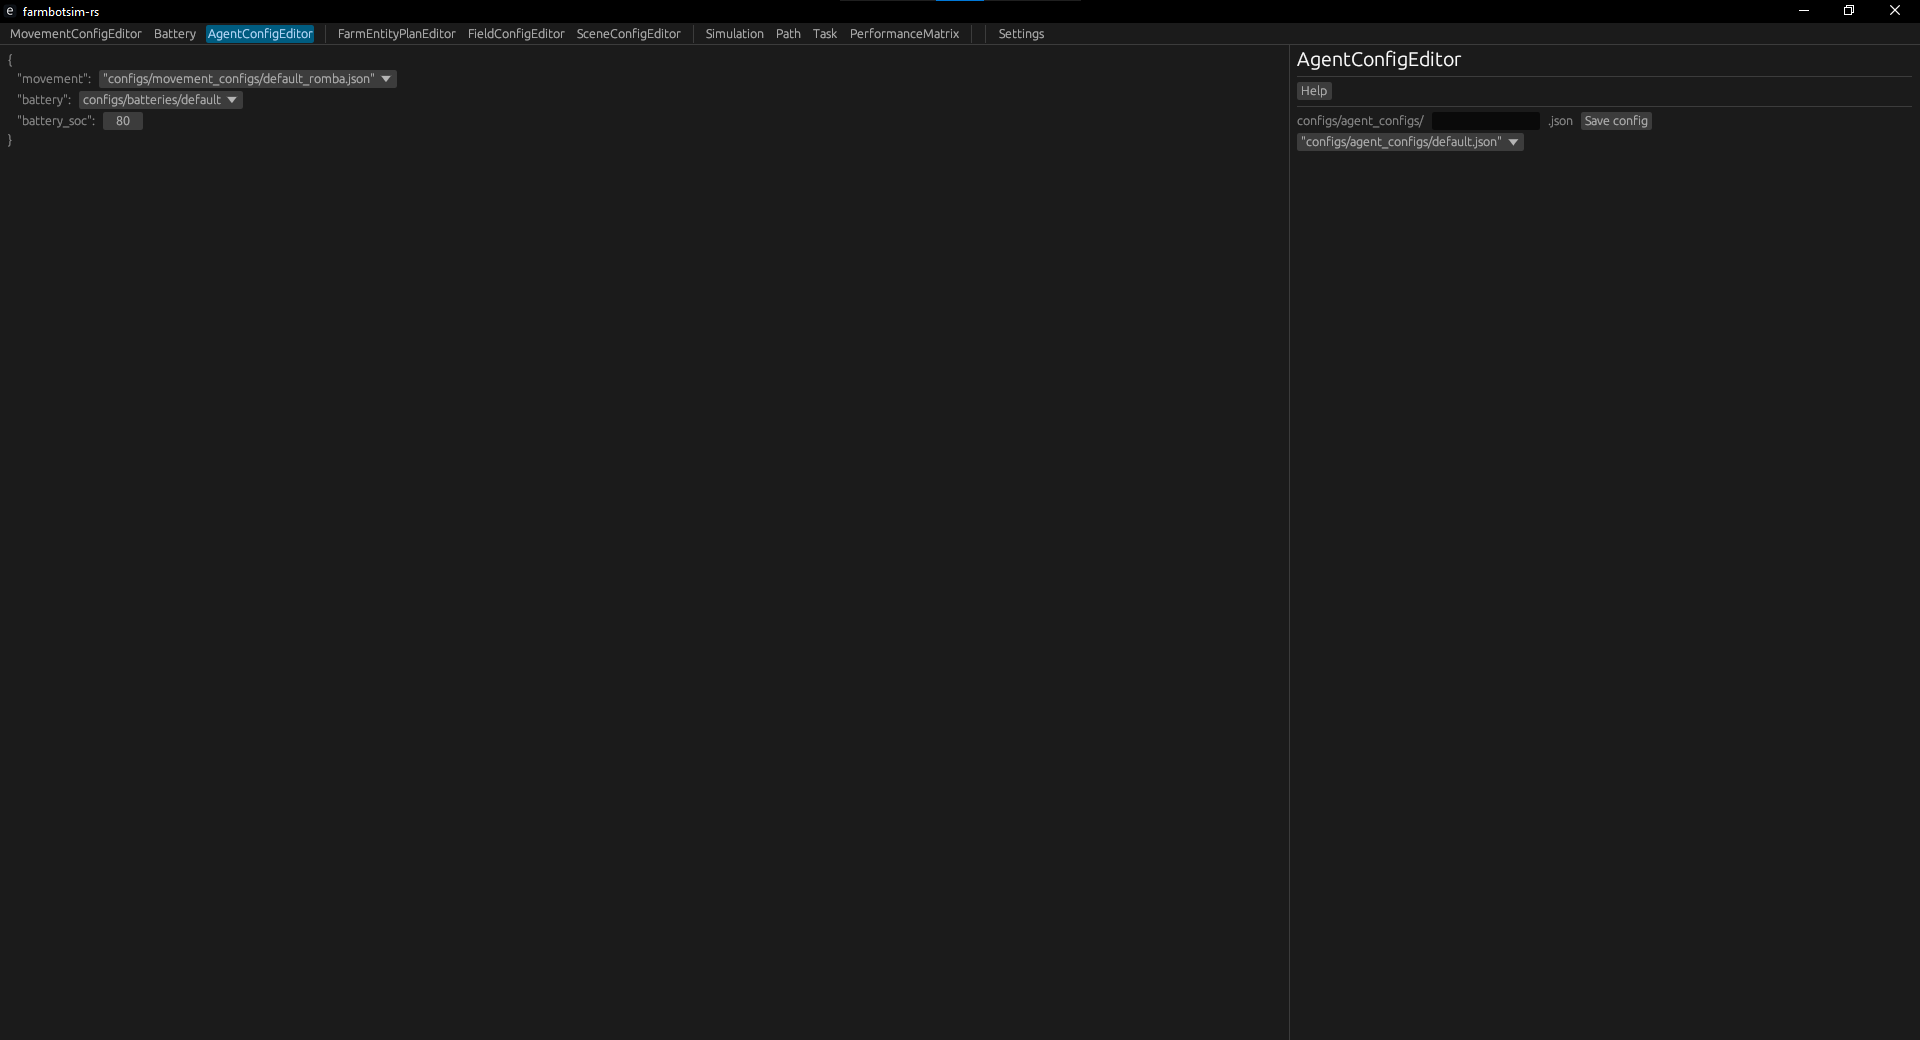 e farmbotsim-rs
MovementConfigEditor Battery AgentConfigEditor FarmEntityPlanEditor FieldConfigEditor SceneConfigEditor Simulation Path Task PerformanceMatrix Settings
{
"movement": "configs/movement_configs/default_romba.json"
"battery": configs/batteries/default
"battery_soc": 80
}
AgentConfigEditor
Help
configs/agent_configs/ .json Save config
"configs/agent_configs/default.json"